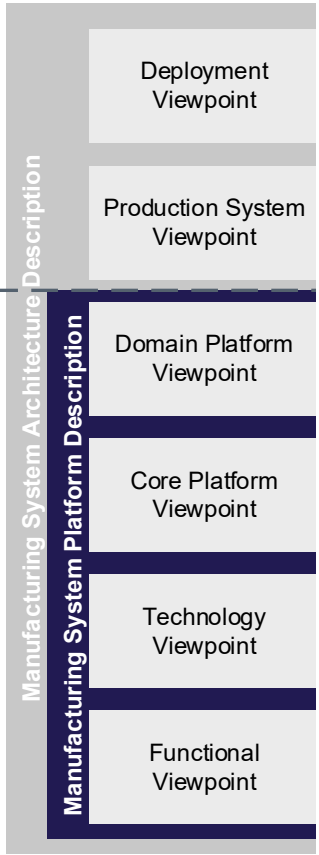 Manufacturing System Architecture Description
Manufacturing System Platform Description
Deployment
Viewpoint
Production System
Viewpoint
Domain Platform
Viewpoint
Core Platform
Viewpoint
Technology
Viewpoint
Functional
Viewpoint